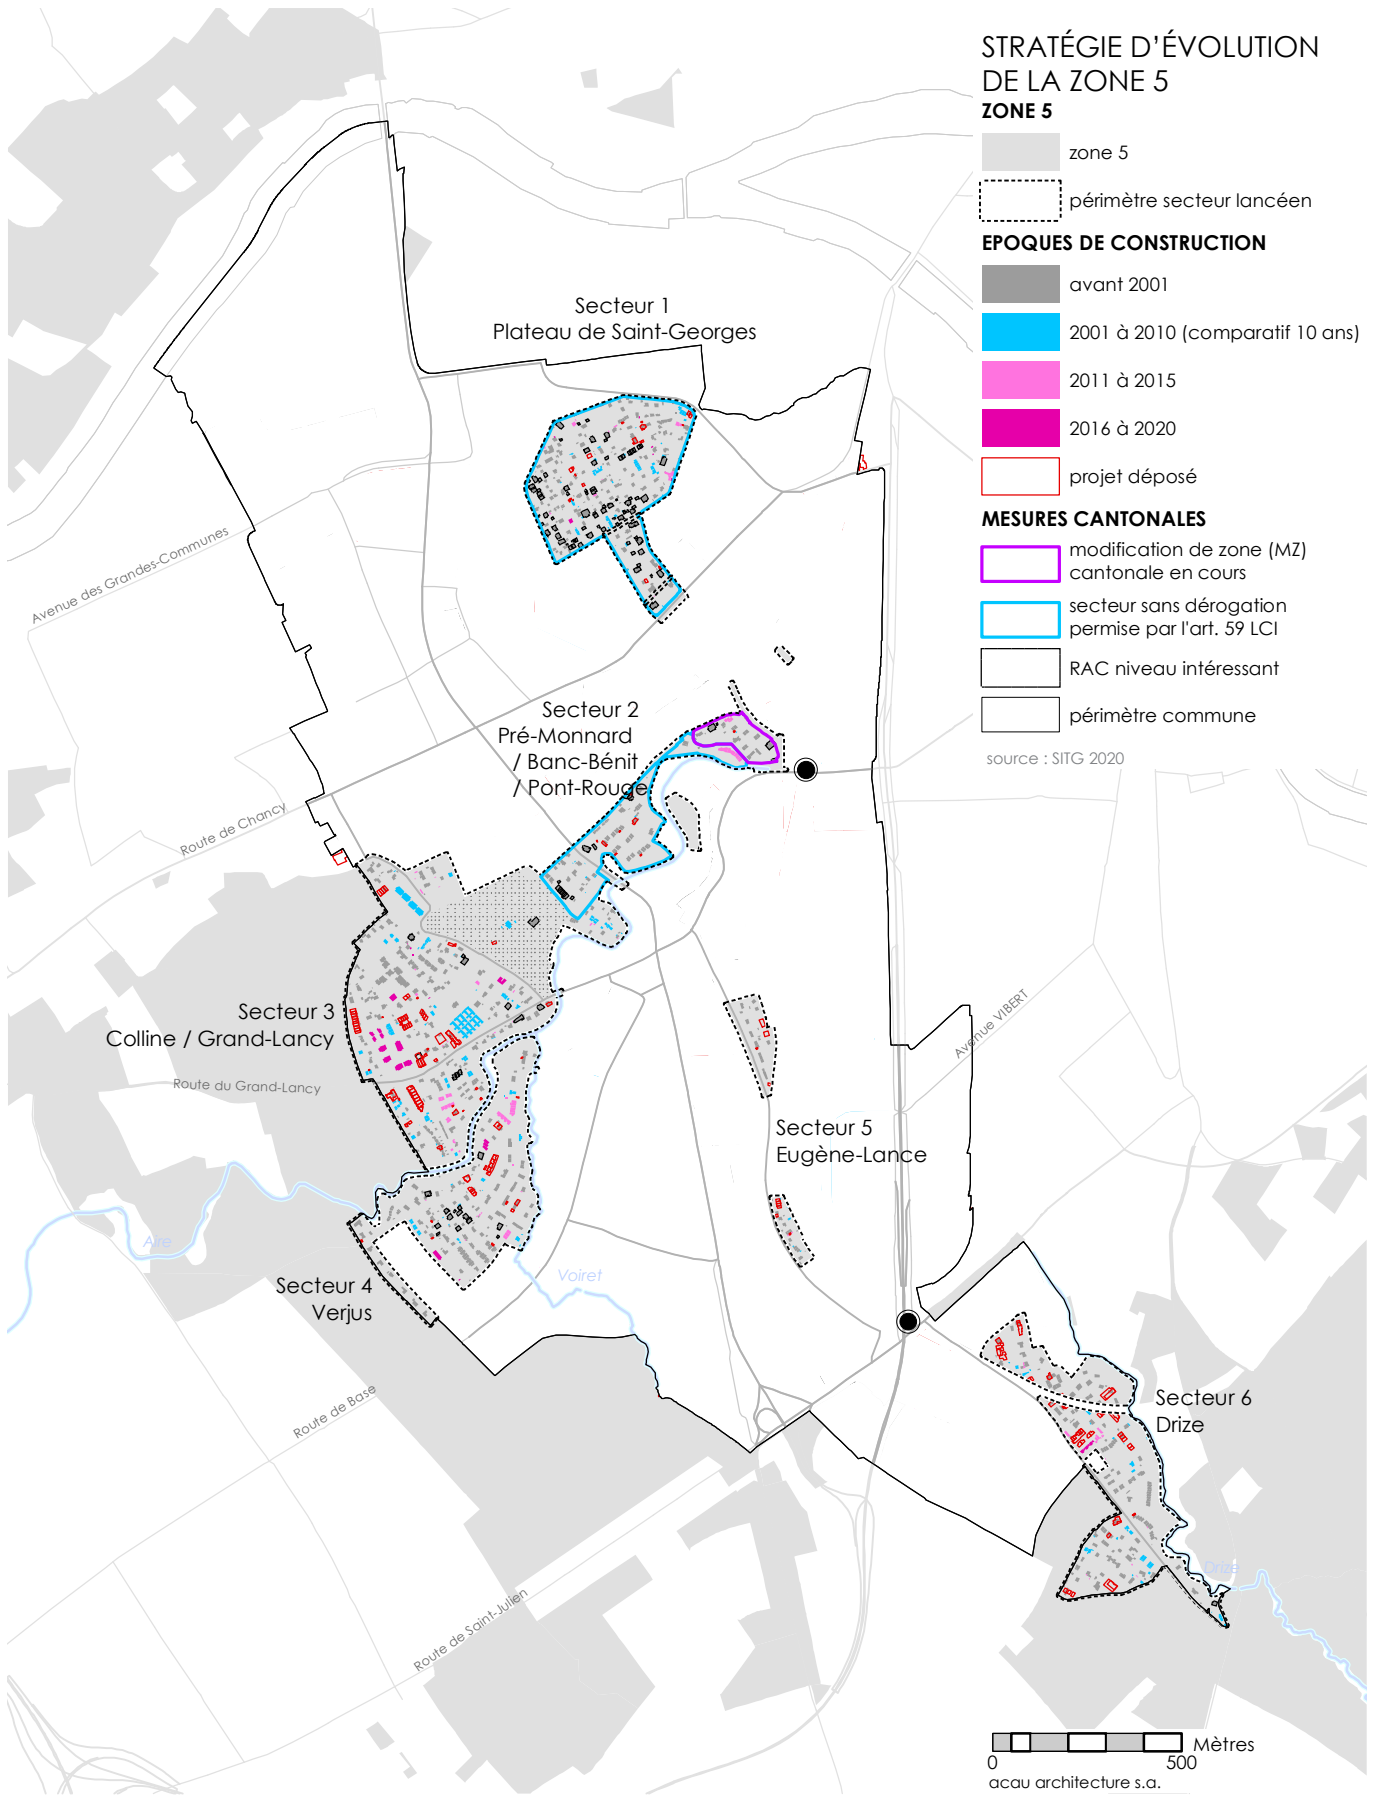 STRATÉGIE D'ÉVOLUTION
DE LA ZONE 5
ZONE 5
zone 5
périmètre secteur lancéen
EPOQUES DE CONSTRUCTION
avant 2001
2001 à 2010 (comparatif 10 ans)
2011 à 2015
2016 à 2020
projet déposé
MESURES CANTONALES
modification de zone (MZ)
cantonale en cours
secteur sans dérogation
permise par l'art. 59 LCI
RAC niveau intéressant
périmètre commune
source : SITG 2020
Secteur 1
Plateau de Saint-Georges
Avenue des Grandes-Communes
Secteur 2
Pré-Monnard
/ Banc-Bénit
/ Pont-Rouge
Route de Chancy
Secteur 3
Colline / Grand-Lancy
Route du Grand-Lancy
Avenue VIBERT
Secteur 5
Eugène-Lance
Aire
Voiret
Secteur 4
Verjus
Route de Base
Secteur 6
Drize
Drize
Route de Saint-Julien
Mètres
0 500
acau architecture s.a.